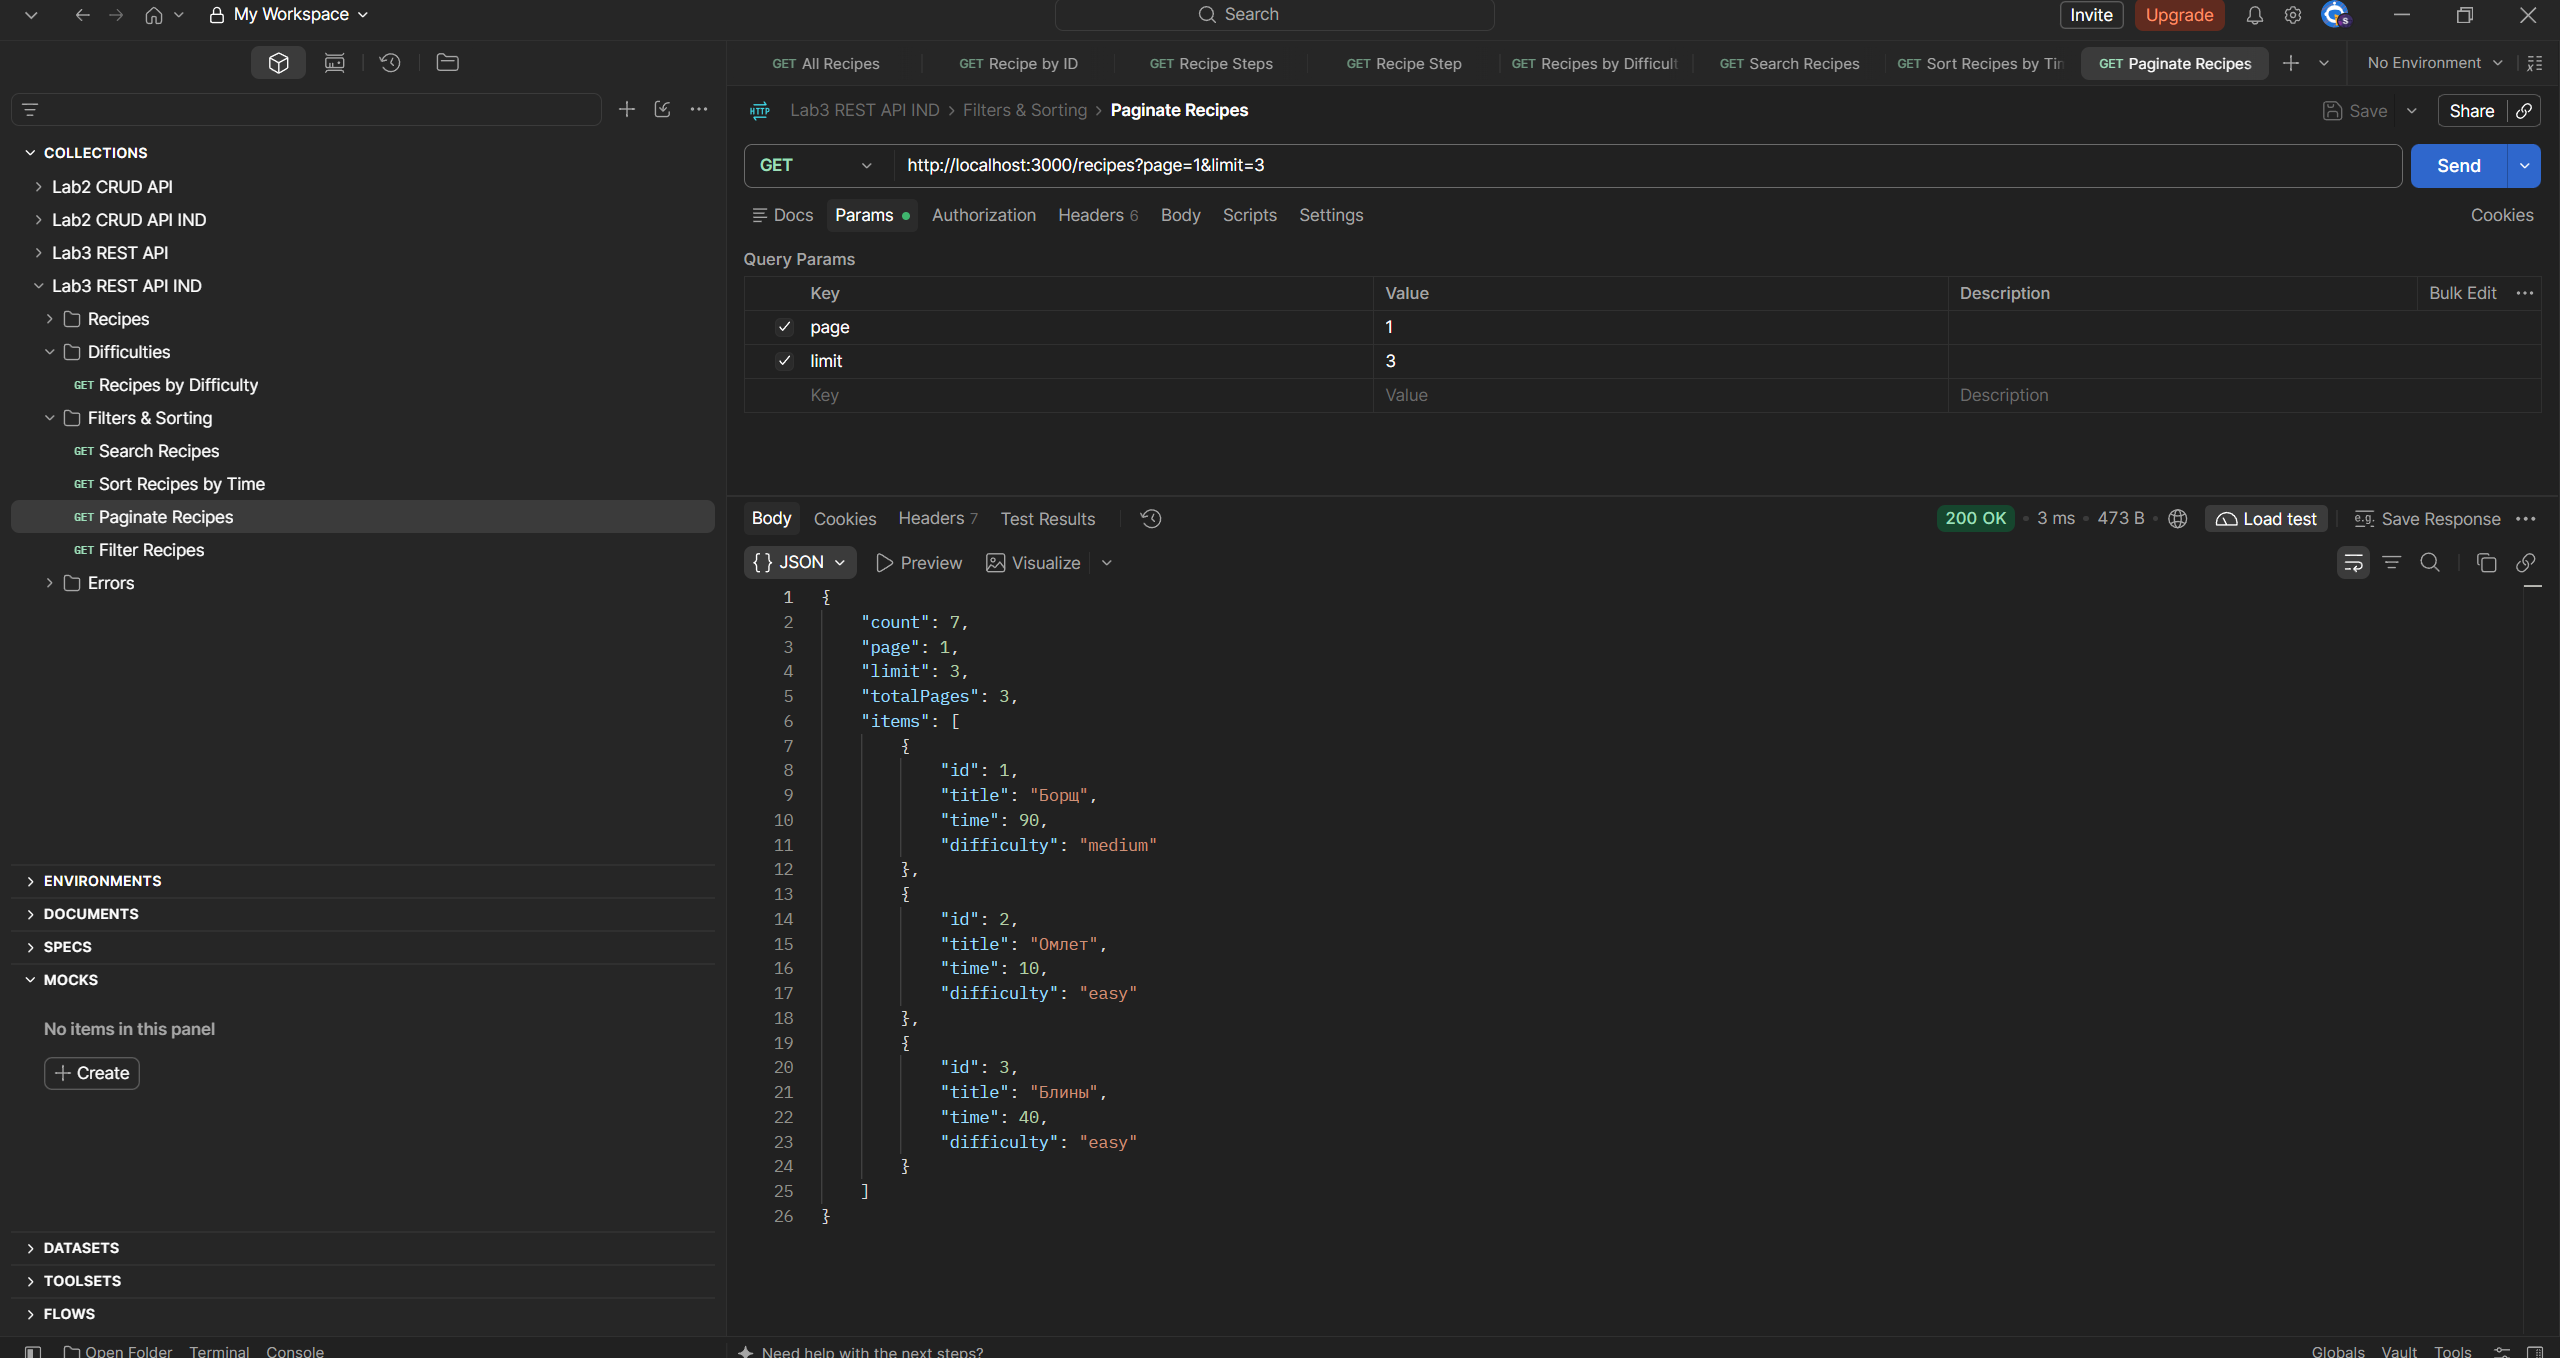 My Workspace
Search
Invite
Upgrade
GET All Recipes
GET Recipe by ID
GET Recipe Steps
GET Recipe Step
GET Recipes by Difficult
GET Search Recipes
GET Sort Recipes by Tim
GET Paginate Recipes
No Environment
HTTP Lab3 REST API IND > Filters & Sorting > Paginate Recipes
Save
Share
COLLECTIONS
Lab2 CRUD API
Lab2 CRUD API IND
Lab3 REST API
Lab3 REST API IND
Recipes
Difficulties
GET Recipes by Difficulty
Filters & Sorting
GET Search Recipes
GET Sort Recipes by Time
GET Paginate Recipes
GET Filter Recipes
Errors
ENVIRONMENTS
DOCUMENTS
SPECS
MOCKS
No items in this panel
Create
DATASETS
TOOLSETS
FLOWS
GET http://localhost:3000/recipes?page=1&limit=3
Send
Docs Params Authorization Headers 6 Body Scripts Settings
Cookies
Query Params
Key Value Description Bulk Edit
page 1
limit 3
Key Value Description
Body Cookies Headers 7 Test Results
200 OK • 3 ms • 473 B
Load test
e.g. Save Response
{ } JSON Preview Visualize
1 {
2 "count": 7,
3 "page": 1,
4 "limit": 3,
5 "totalPages": 3,
6 "items": [
7 {
8 "id": 1,
9 "title": "Борщ",
10 "time": 90,
11 "difficulty": "medium"
12 },
13 {
14 "id": 2,
15 "title": "Омлет",
16 "time": 10,
17 "difficulty": "easy"
18 },
19 {
20 "id": 3,
21 "title": "Блины",
22 "time": 40,
23 "difficulty": "easy"
24 }
25 ]
26 }
Open Folder Terminal Console
Need help with the next steps?
Globals Vault Tools